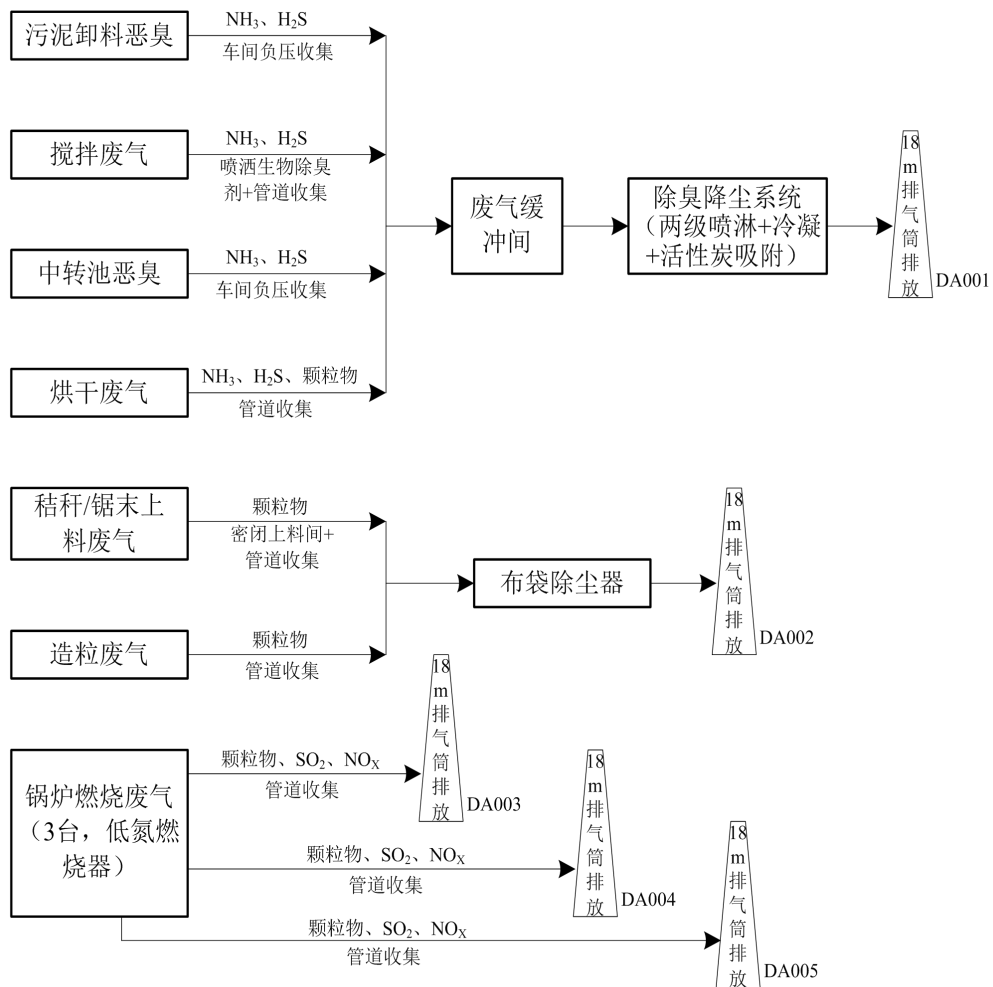 污泥卸料恶臭
NH3、H2S
车间负压收集
搅拌废气
NH3、H2S
喷洒生物除臭
剂+管道收集
中转池恶臭
NH3、H2S
车间负压收集
烘干废气
NH3、H2S、颗粒物
管道收集
废气缓
冲间
除臭降尘系统
（两级喷淋+冷凝
+活性炭吸附）
18
m
排
气
筒
排
放
DA001
秸秆/锯末上
料废气
颗粒物
密闭上料间+
管道收集
造粒废气
颗粒物
管道收集
布袋除尘器
18
m
排
气
筒
排
放
DA002
锅炉燃烧废气
（3台，低氮燃
烧器）
颗粒物、SO2、NOX
管道收集
18
m
排
气
筒
排
放
DA003
颗粒物、SO2、NOX
管道收集
18
m
排
气
筒
排
放
DA004
颗粒物、SO2、NOX
管道收集
18
m
排
气
筒
排
放
DA005